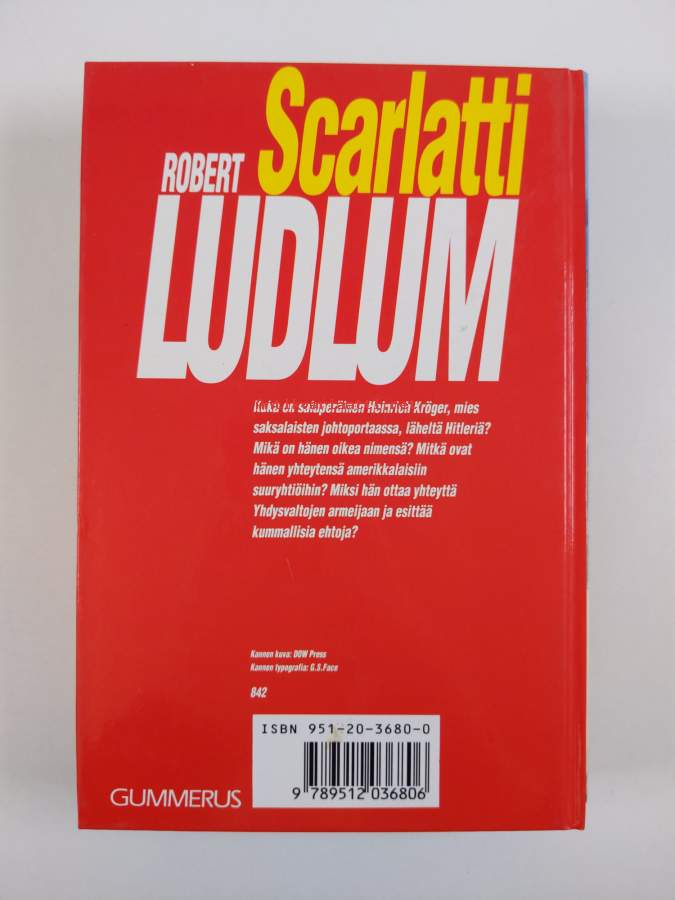 Scarlatti
ROBERT
LUDLUM
Kuka on salaperäinen Heinrich Kröger, mies
saksalaisten johtoportaassa, läheltä Hitleriä?
Mikä on hänen oikea nimensä? Mitkä ovat
hänen yhteytensä amerikkalaisiin
suuryhtiöihin? Miksi hän ottaa yhteyttä
Yhdysvaltojen armeijaan ja esittää
kummallisia ehtoja?
Kannen kuva: DOW Press
Kannen typografia: G.S.Face
842
ISBN 951-20-3680-0
9 789512 036806
GUMMERUS